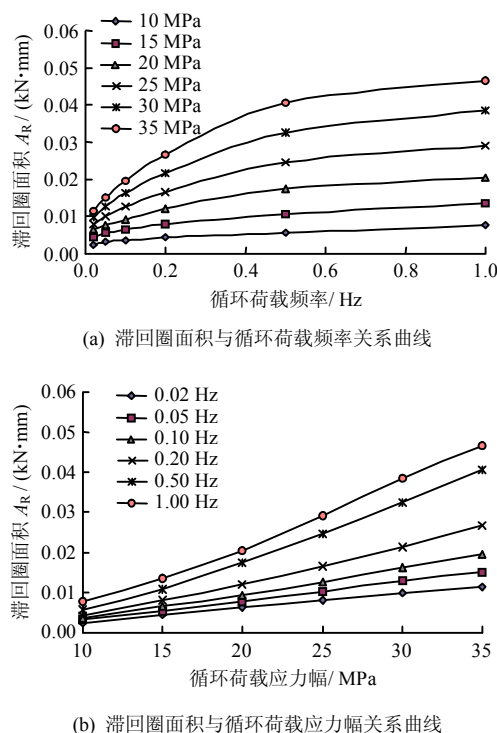 0.06
0.05
0.04
0.03
0.02
0.01
0.00
滞回圈面积 AR / (kN·mm)
10 MPa
15 MPa
20 MPa
25 MPa
30 MPa
35 MPa
0.0 0.2 0.4 0.6 0.8 1.0
循环荷载频率/ Hz
(a) 滞回圈面积与循环荷载频率关系曲线
0.06
0.05
0.04
0.03
0.02
0.01
0.00
滞回圈面积 AR / (kN·mm)
0.02 Hz
0.05 Hz
0.10 Hz
0.20 Hz
0.50 Hz
1.00 Hz
10 15 20 25 30 35
循环荷载应力幅/ MPa
(b) 滞回圈面积与循环荷载应力幅关系曲线